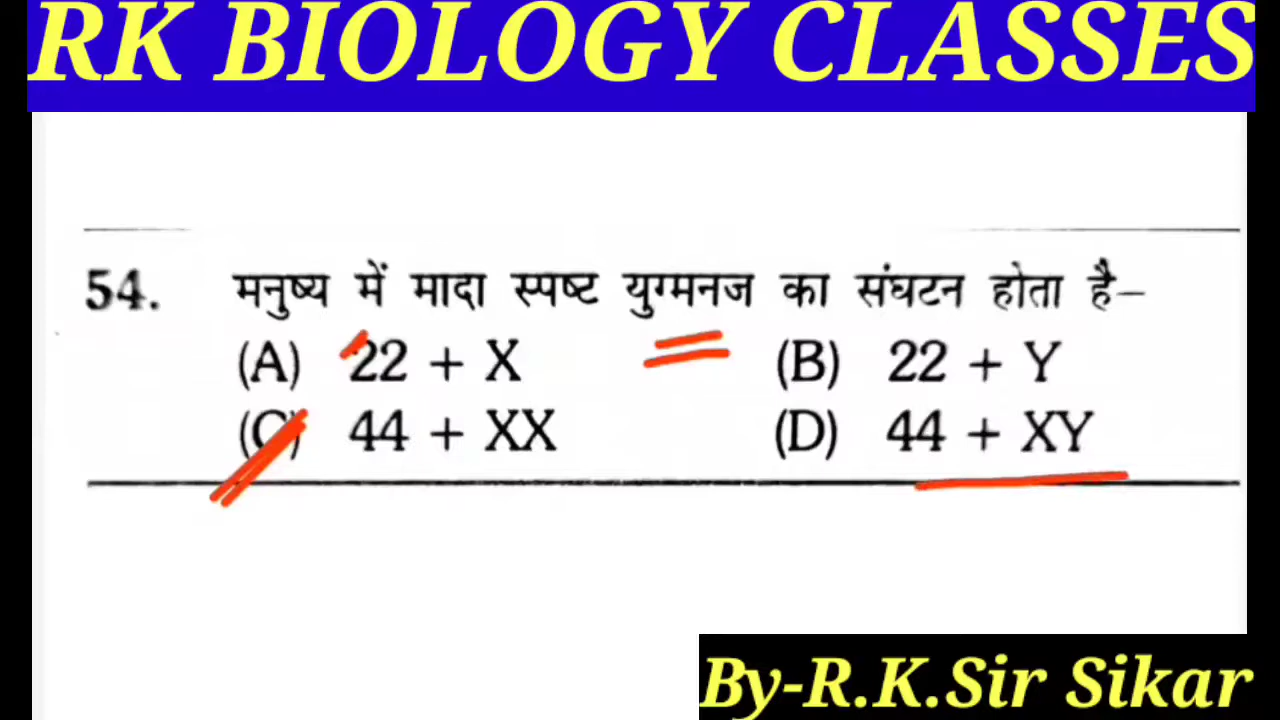 RK BIOLOGY CLASSES
54. मनुष्य में मादा स्पष्ट युग्मनज का संघटन होता है–
(A) 22 + X (B) 22 + Y
(C) 44 + XX (D) 44 + XY
By-R.K.Sir Sikar